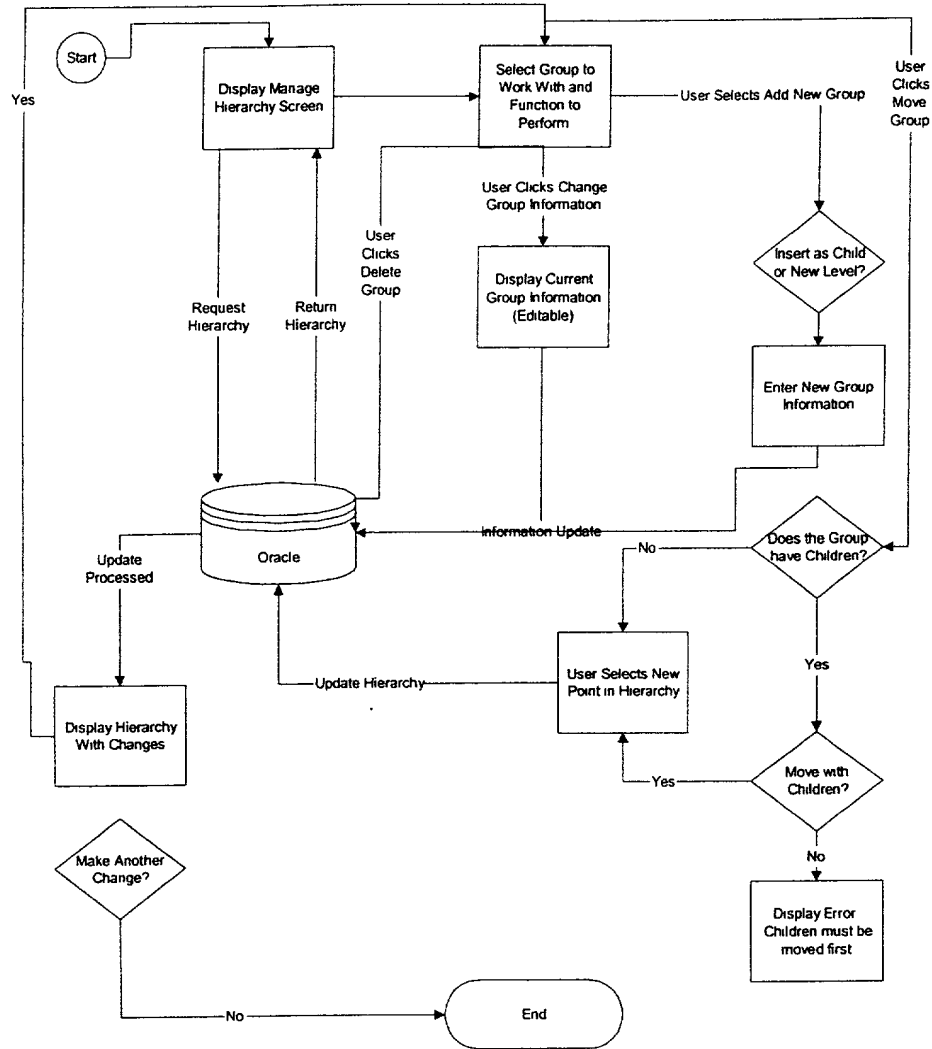 Start
Yes
Display Manage
Hierarchy Screen
Select Group to
Work With and
Function to
Perform
User Selects Add New Group
User
Clicks
Move
Group
User Clicks Change
Group Information
User
Clicks
Delete
Group
Insert as Child
or New Level?
Display Current
Group Information
(Editable)
Request
Hierarchy
Return
Hierarchy
Enter New Group
Information
Information Update
Oracle
Does the Group
have Children?
No
Update
Processed
Yes
User Selects New
Point in Hierarchy
Update Hierarchy
Display Hierarchy
With Changes
Move with
Children?
Yes
No
Make Another
Change?
Display Error
Children must be
moved first
No
End